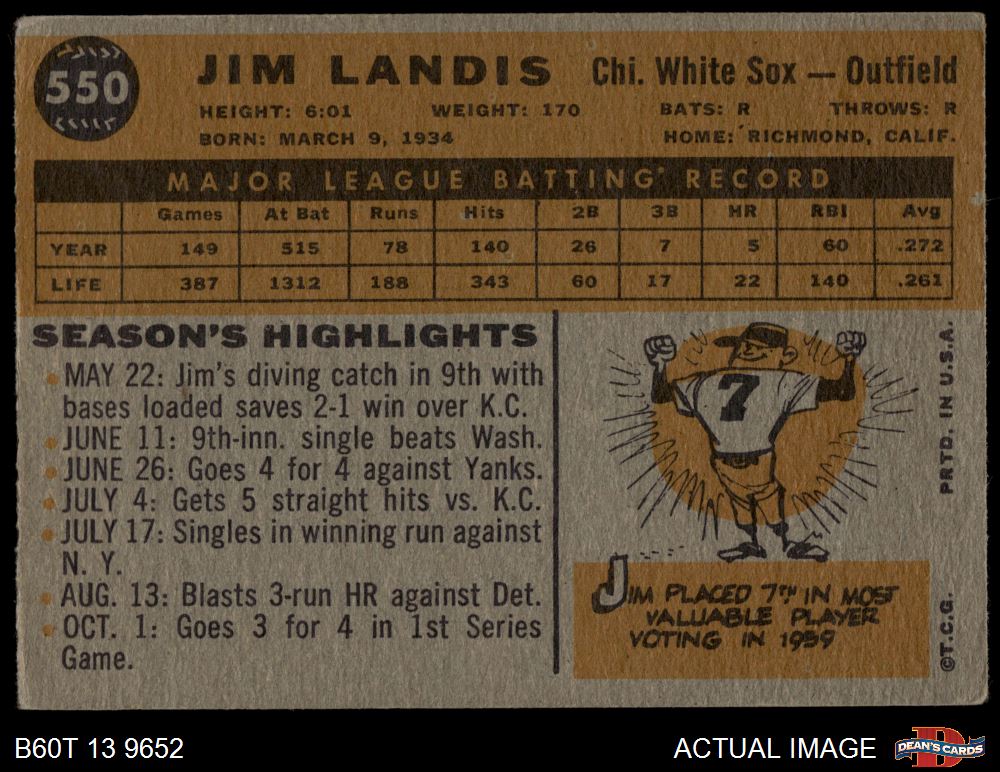 550
JIM LANDIS Chi. White Sox — Outfield
HEIGHT: 6:01 WEIGHT: 170 BATS: R THROWS: R
BORN: MARCH 9, 1934 HOME: RICHMOND, CALIF.
MAJOR LEAGUE BATTING RECORD
Games At Bat Runs Hits 2B 3B HR RBI Avg
YEAR 149 515 78 140 26 7 5 60 .272
LIFE 387 1312 188 343 60 17 22 140 .261
SEASON'S HIGHLIGHTS
MAY 22: Jim's diving catch in 9th with
bases loaded saves 2-1 win over K.C.
JUNE 11: 9th-inn. single beats Wash.
JUNE 26: Goes 4 for 4 against Yanks.
JULY 4: Gets 5 straight hits vs. K.C.
JULY 17: Singles in winning run against
N. Y.
AUG. 13: Blasts 3-run HR against Det.
OCT. 1: Goes 3 for 4 in 1st Series
Game.
7
JIM PLACED 7TH IN MOST
VALUABLE PLAYER
VOTING IN 1959
PRTD. IN U.S.A.
©T.C.G.
B60T 13 9652
ACTUAL IMAGE
D
DEAN'S CARDS